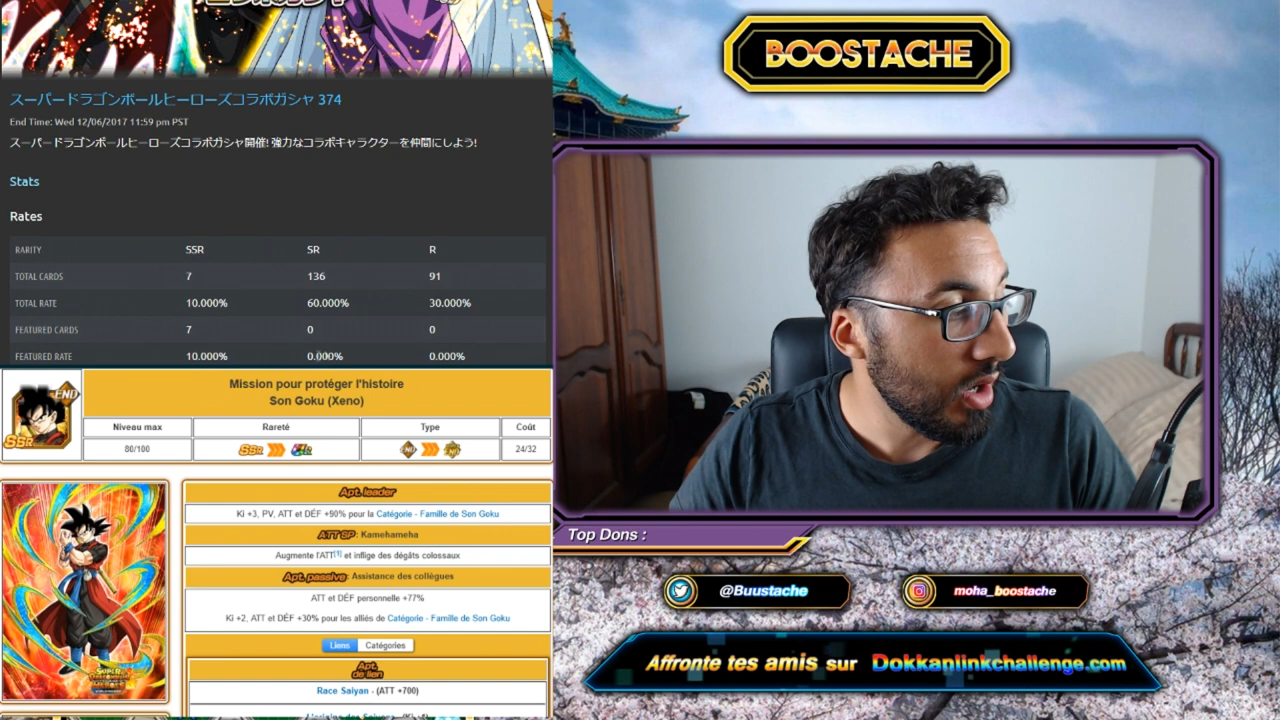 スーパードラゴンボールヒーローズコラボガシャ 374
End Time: Wed 12/06/2017 11:59 pm PST
スーパードラゴンボールヒーローズコラボガシャ開催! 強力なコラボキャラクターを仲間にしよう!
Stats
Rates
RARITY SSR SR R
TOTAL CARDS 7 136 91
TOTAL RATE 10.000% 60.000% 30.000%
FEATURED CARDS 7 0 0
FEATURED RATE 10.000% 0.000% 0.000%
END
SSR
Mission pour protéger l'histoire
Son Goku (Xeno)
Niveau max Rareté Type Coût
80/100 SSR UR END END 24/32
Apt. leader
Ki +3, PV, ATT et DÉF +90% pour la Catégorie - Famille de Son Goku
ATT SP: Kamehameha
Augmente l'ATT[1] et inflige des dégâts colossaux
Apt. passive: Assistance des collègues
ATT et DÉF personnelle +77%
Ki +2, ATT et DÉF +30% pour les alliés de Catégorie - Famille de Son Goku
Liens Catégories
Apt.
de lien
Race Saiyan - (ATT +700)
SUPER
BOOSTACHE
Top Dons :
@Buustache
moha_boostache
Affronte tes amis sur Dokkanlinkchallenge.com